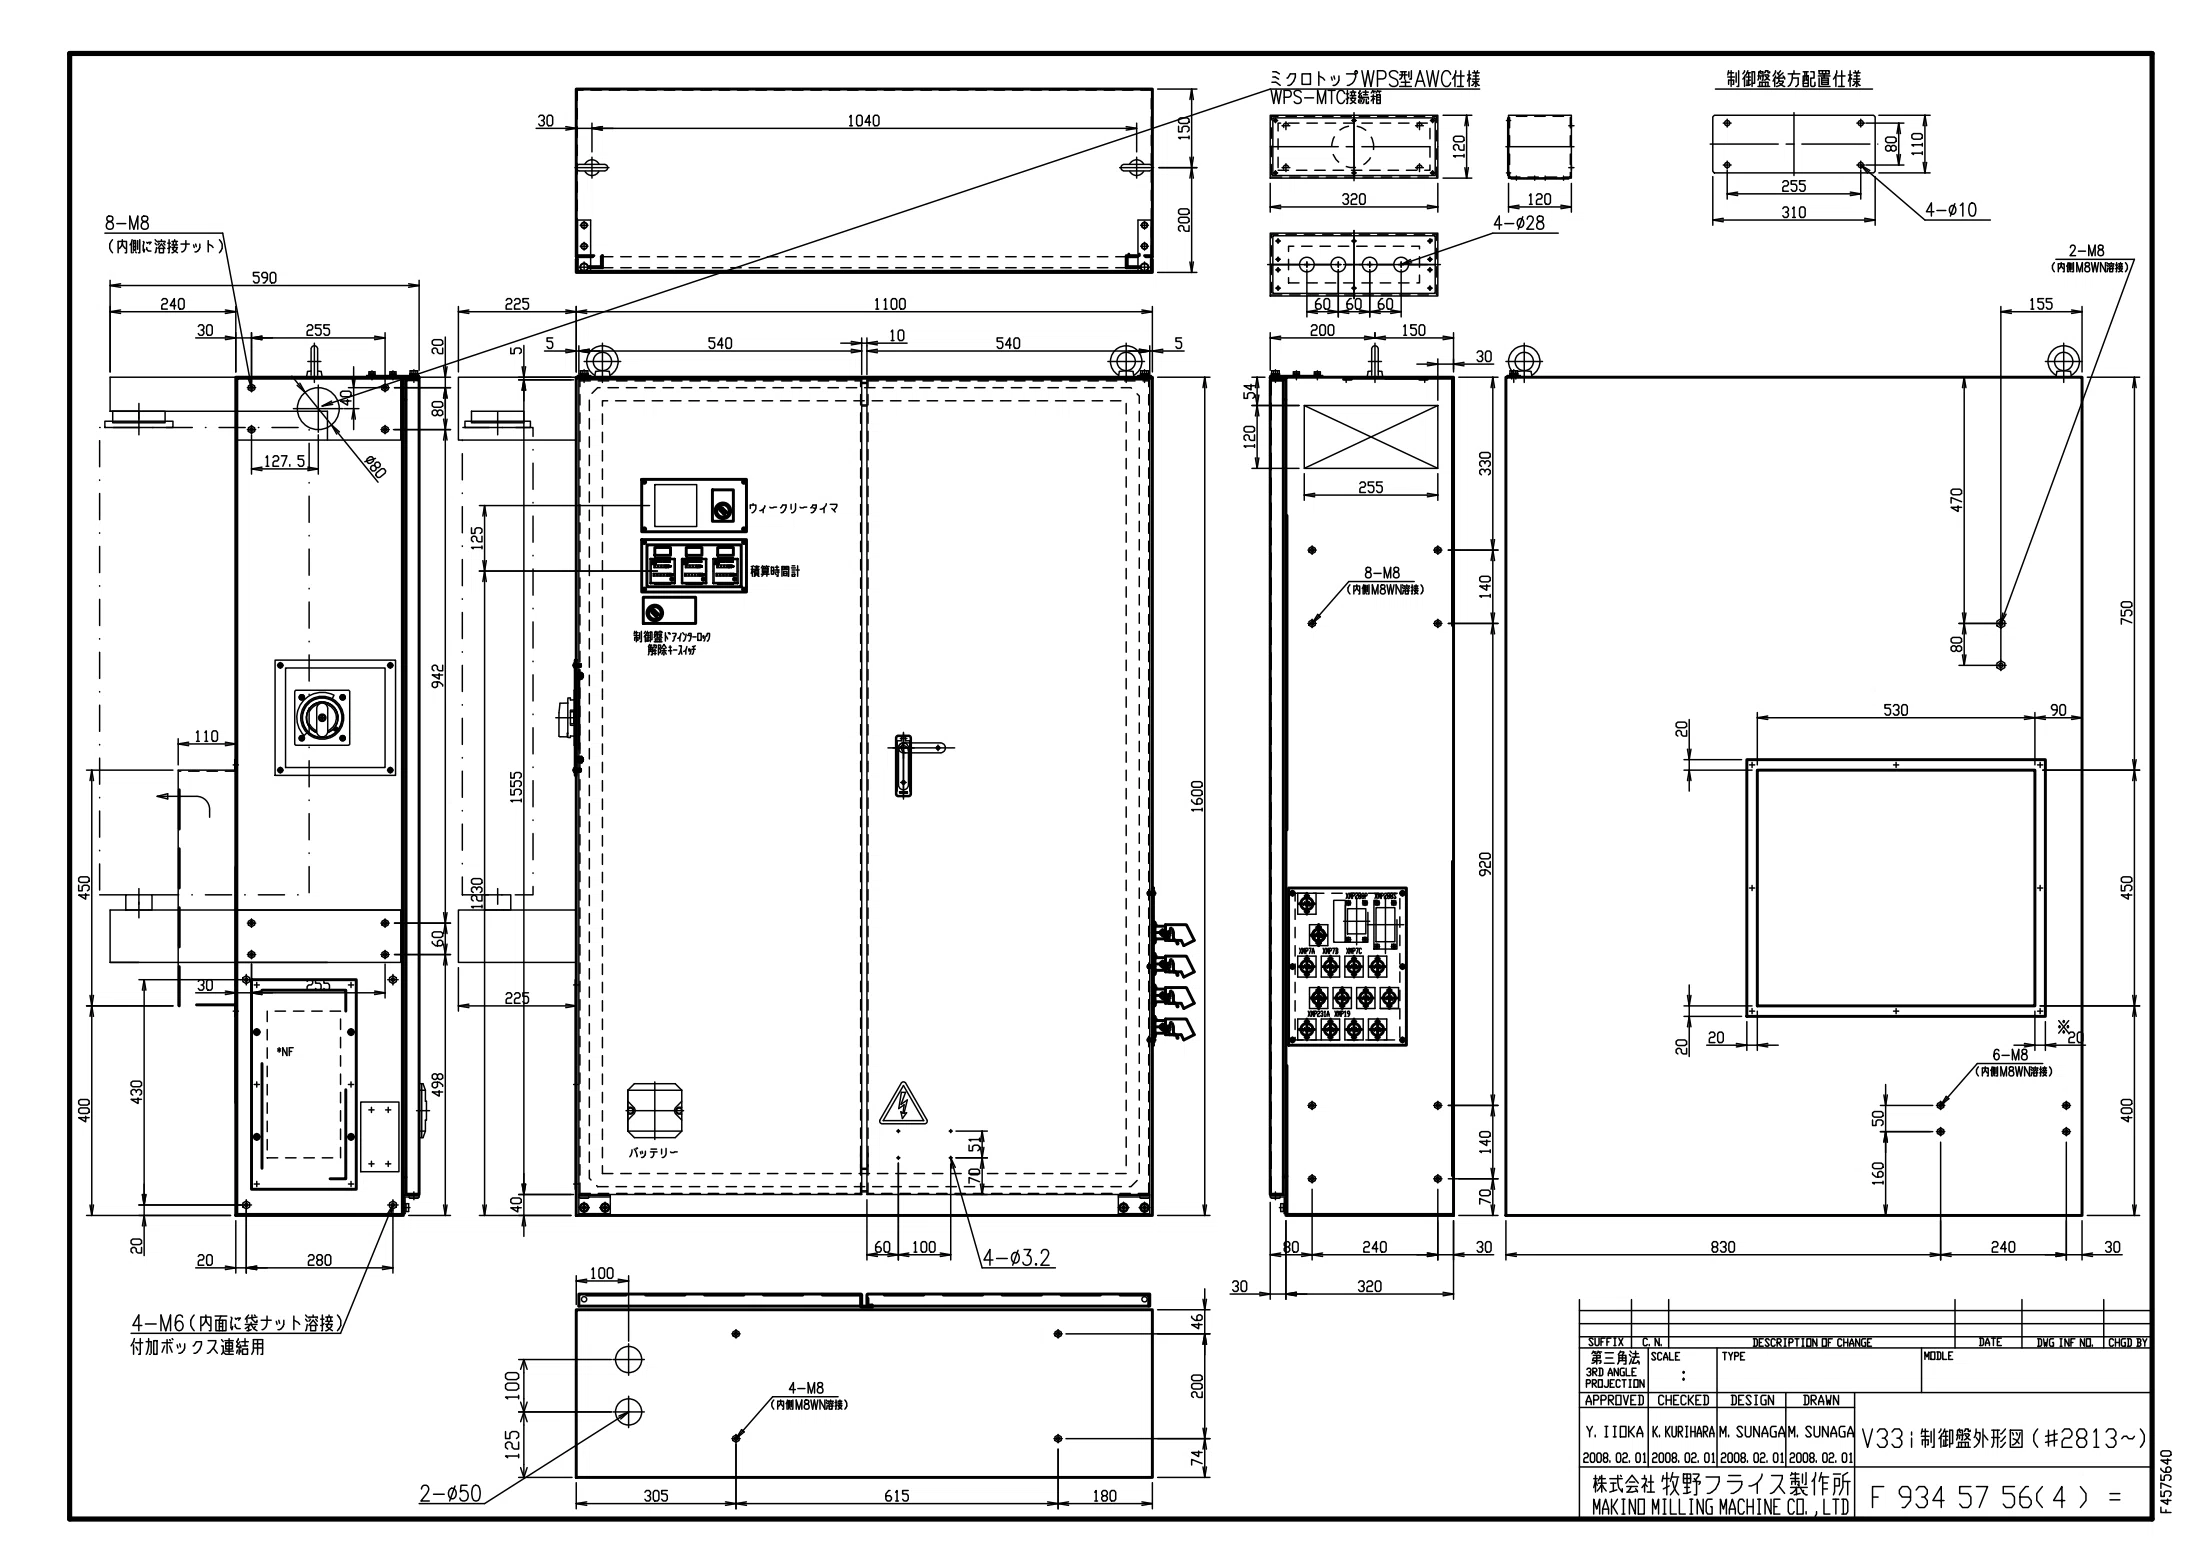 ミクロトップWPS型AWC仕様
WPS-MTC接続箱
制御盤後方配置仕様
30
1040
150
200
120
320
120
80
110
255
310
4-ø10
4-ø28
60
60
60
8-M8
(内側に溶接ナット)
2-M8
(内側M8WN溶接)
590
240
30
255
20
225
1100
5
540
10
540
5
5
200
150
30
155
40
80
127.5
ø80
54
120
255
330
470
125
ウィークリータイマ
積算時間計
制御盤ドアインターロック
解除キースイッチ
8-M8
(内側M8WN溶接)
140
80
750
942
110
1555
1600
530
90
20
450
1230
920
450
60
XMP7A
XMP7B
XMP7C
XMP231A
XMP19
30
255
225
*NF
20
20
※
20
6-M8
(内側M8WN溶接)
400
430
498
バッテリー
51
70
40
140
70
50
160
400
20
20
280
60
100
4-ø3.2
80
240
30
30
320
830
240
30
4-M6(内面に袋ナット溶接)
付加ボックス連結用
100
100
125
2-ø50
4-M8
(内側M8WN溶接)
46
200
74
305
615
180
SUFFIX
C. N.
DESCRIPTION OF CHANGE
DATE
DWG INF NO.
CHGD BY
第三角法
3RD ANGLE
PROJECTION
SCALE
:
TYPE
MODLE
APPROVED
CHECKED
DESIGN
DRAWN
Y. IIOKA
K. KURIHARA
M. SUNAGA
M. SUNAGA
2008. 02. 01
2008. 02. 01
2008. 02. 01
2008. 02. 01
V33i制御盤外形図(#2813~)
株式会社 牧野フライス製作所
MAKINO MILLING MACHINE CO. , LTD
F 934 57 56( 4 ) =
F4575640